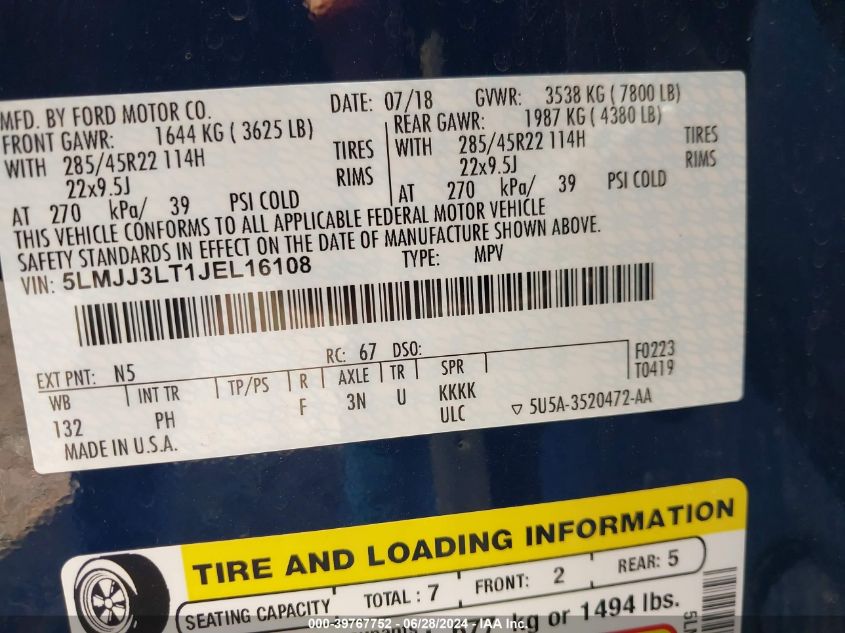 MFD. BY FORD MOTOR CO. DATE: 07/18 GVWR: 3538 KG ( 7800 LB)
FRONT GAWR: 1644 KG ( 3625 LB) REAR GAWR: 1987 KG ( 4380 LB)
WITH 285/45R22 114H TIRES WITH 285/45R22 114H TIRES
22x9.5J RIMS 22x9.5J RIMS
AT 270 kPa/ 39 PSI COLD AT 270 kPa/ 39 PSI COLD
THIS VEHICLE CONFORMS TO ALL APPLICABLE FEDERAL MOTOR VEHICLE
SAFETY STANDARDS IN EFFECT ON THE DATE OF MANUFACTURE SHOWN ABOVE.
VIN: 5LMJJ3LT1JEL16108 TYPE: MPV
EXT PNT: N5 RC: 67 DSO: F0223
WB INT TR TP/PS R AXLE TR SPR T0419
132 PH F 3N U KKKK
ULC ▽ 5U5A-3520472-AA
MADE IN U.S.A.
TIRE AND LOADING INFORMATION
SEATING CAPACITY TOTAL : 7 FRONT: 2 REAR: 5
or 1494 lbs.
000-39767752 - 06/28/2024 - IAA Inc.